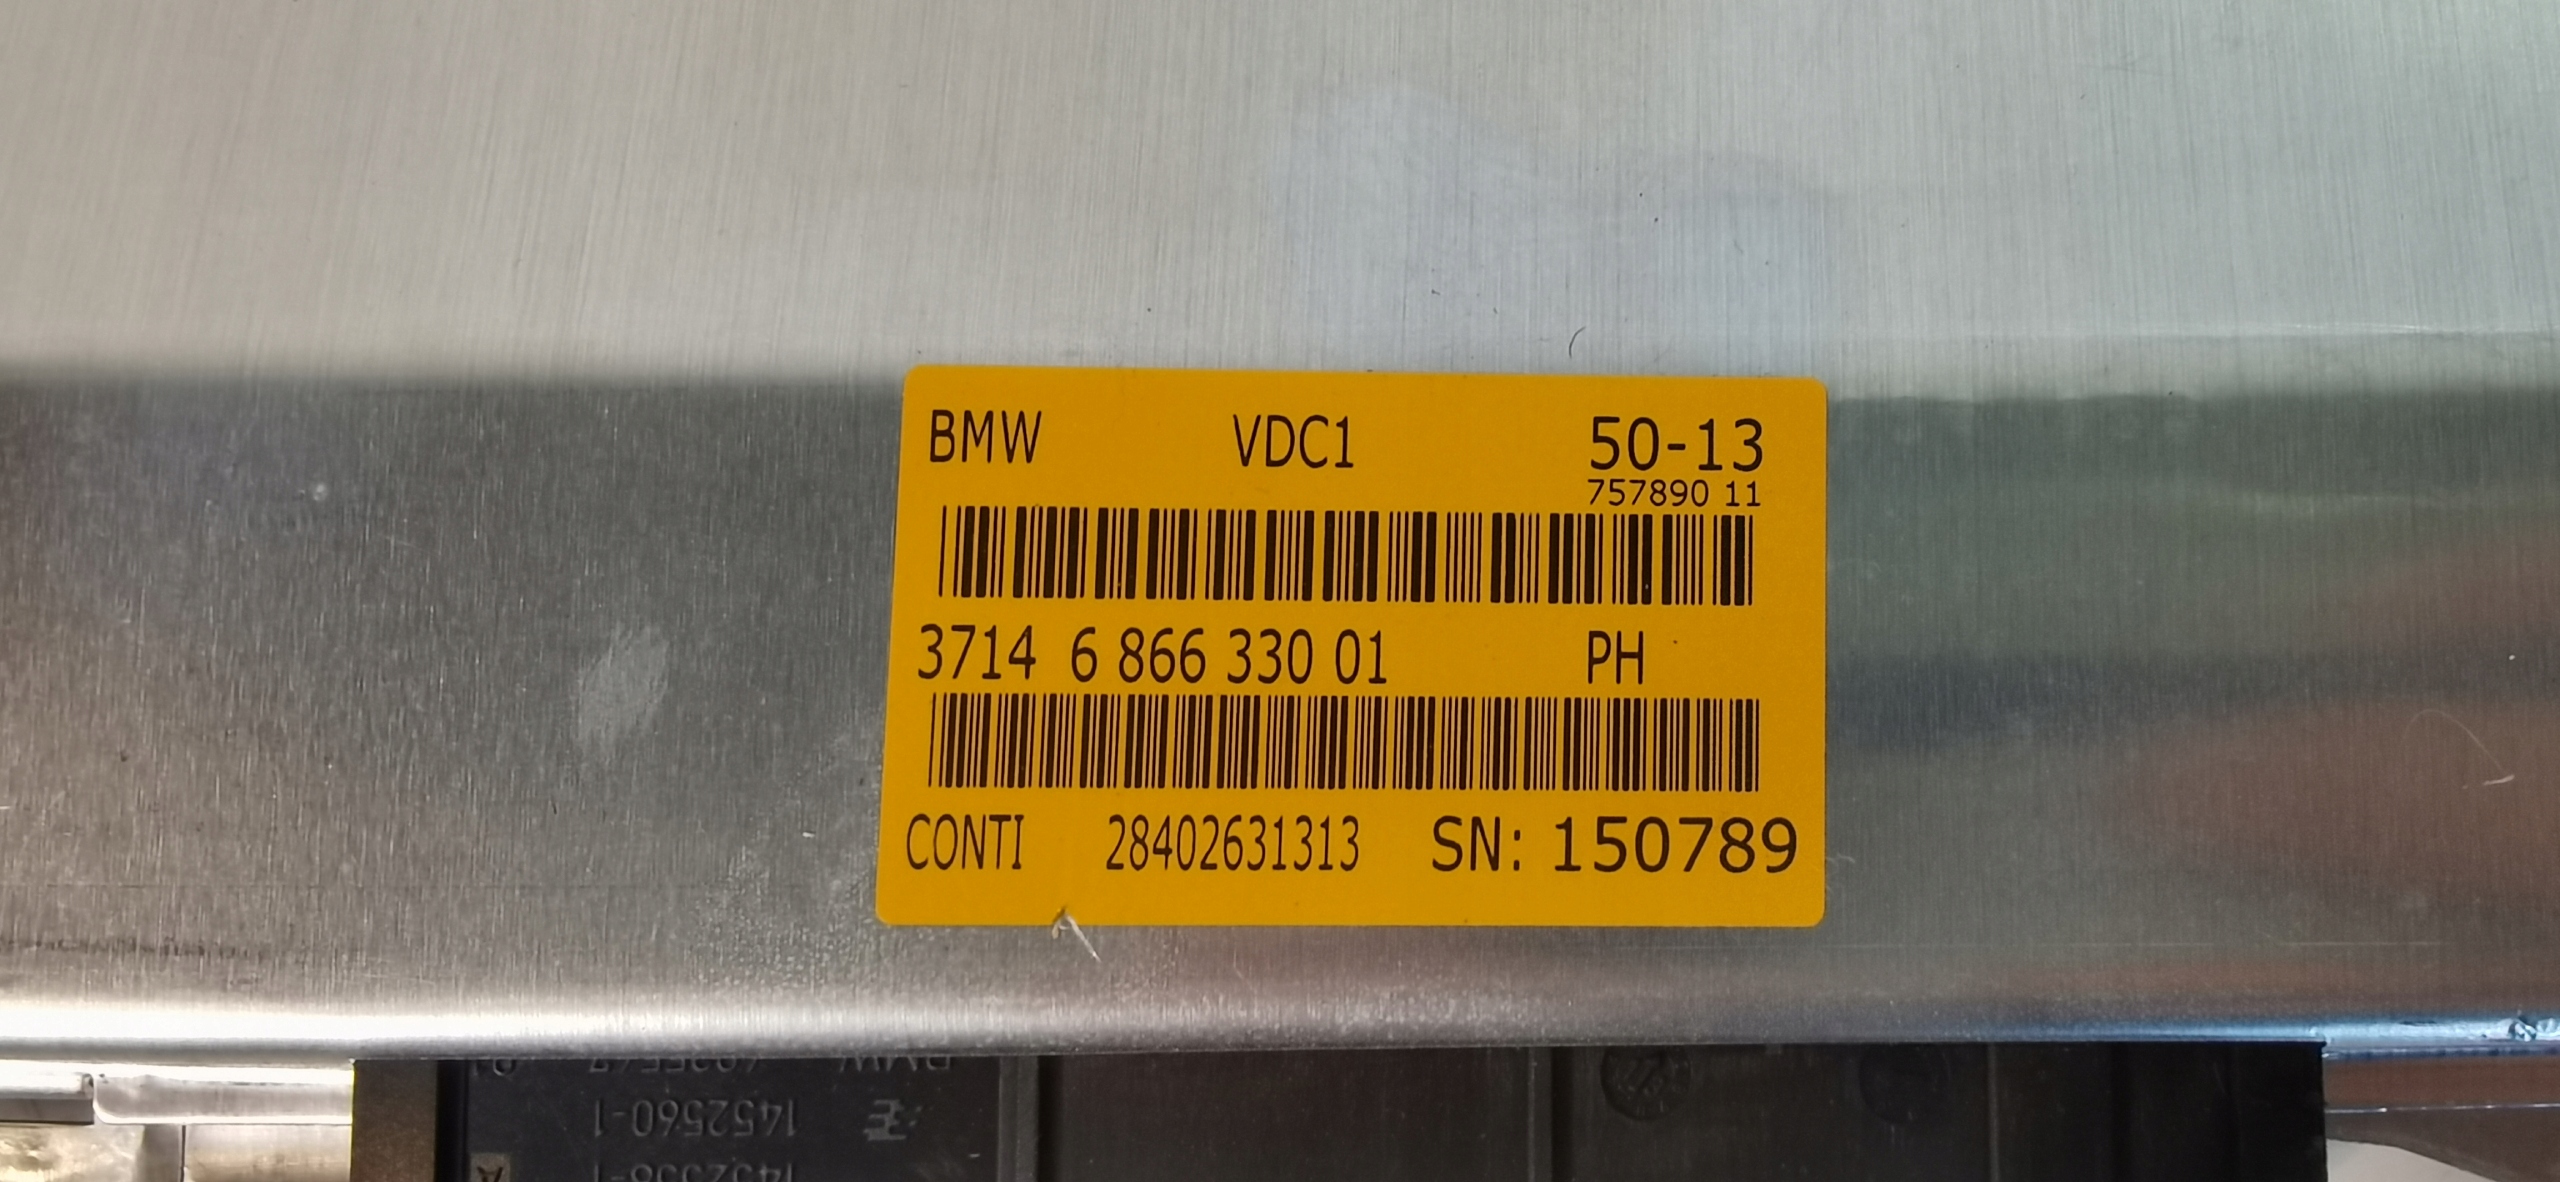 BMW VDC1 50-13
757890 11
3714 6 866 330 01 PH
CONTI 28402631313 SN: 150789
1452560-1